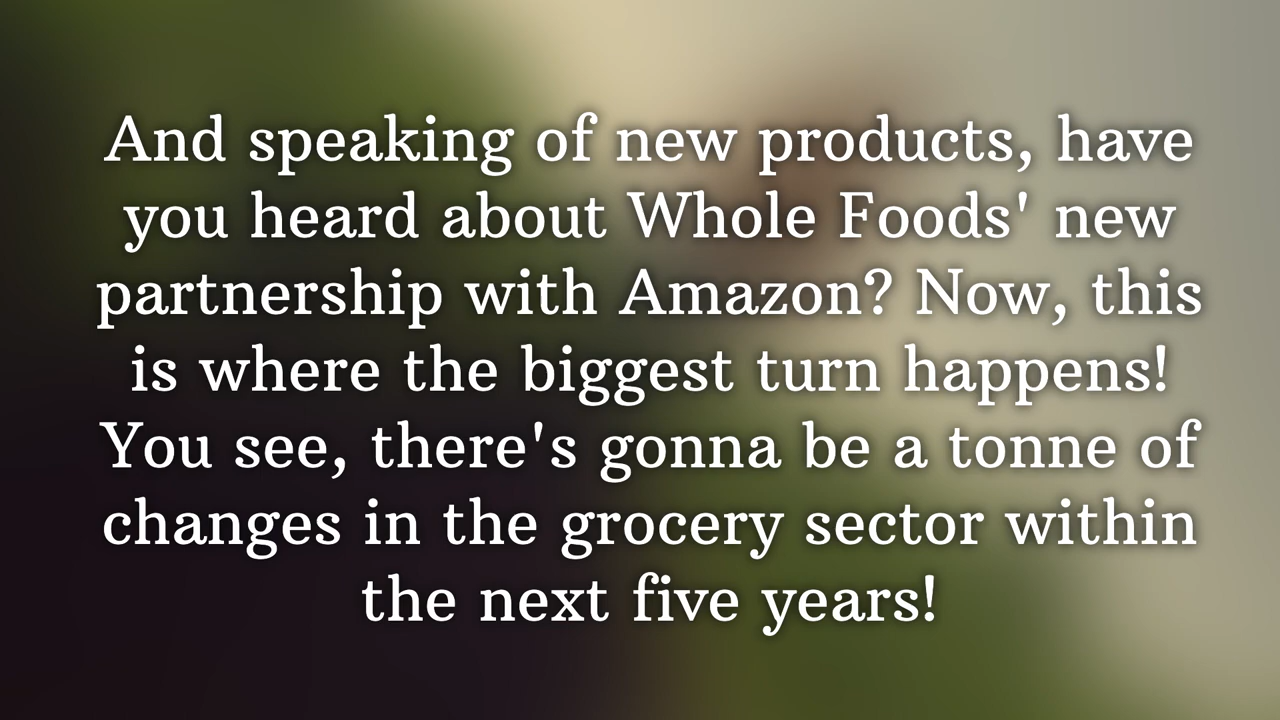 And speaking of new products, have
you heard about Whole Foods' new
partnership with Amazon? Now, this
is where the biggest turn happens!
You see, there's gonna be a tonne of
changes in the grocery sector within
the next five years!